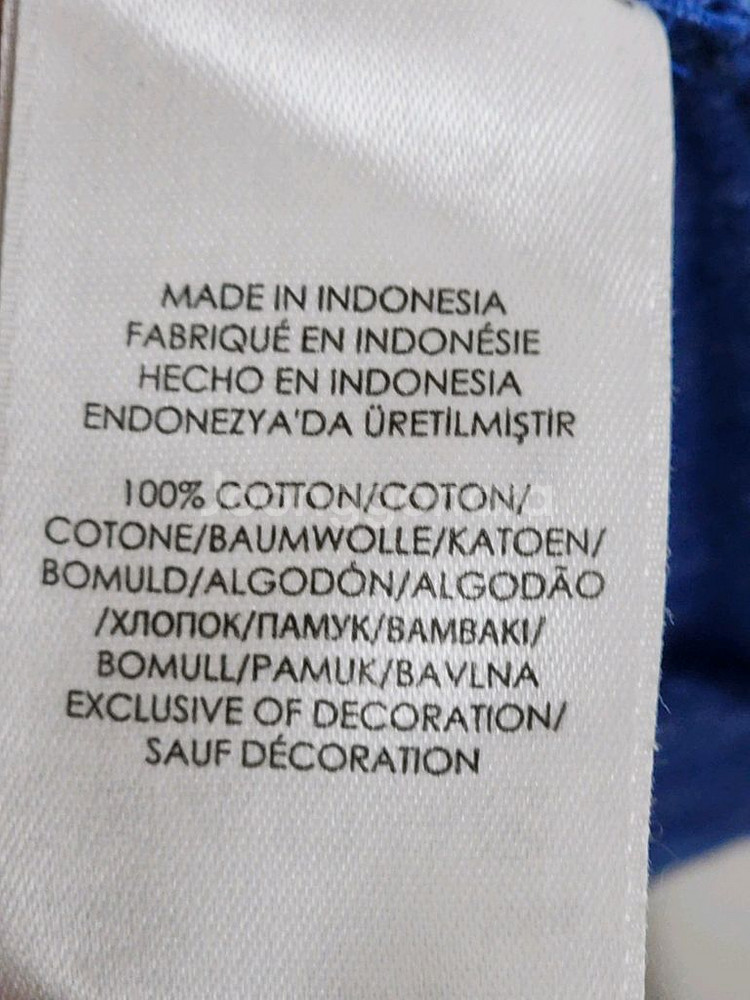 MADE IN INDONESIA
FABRIQUÉ EN INDONÉSIE
HECHO EN INDONESIA
ENDONEZYA'DA ÜRETİLMİŞTİR
100% COTTON/COTON/
COTONE/BAUMWOLLE/KATOEN/
BOMULD/ALGODÓN/ALGODÃO
/ХЛОПОК/ПАМУК/ΒΑΜΒΑΚΙ/
BOMULL/PAMUK/BAVLNA
EXCLUSIVE OF DECORATION/
SAUF DÉCORATION